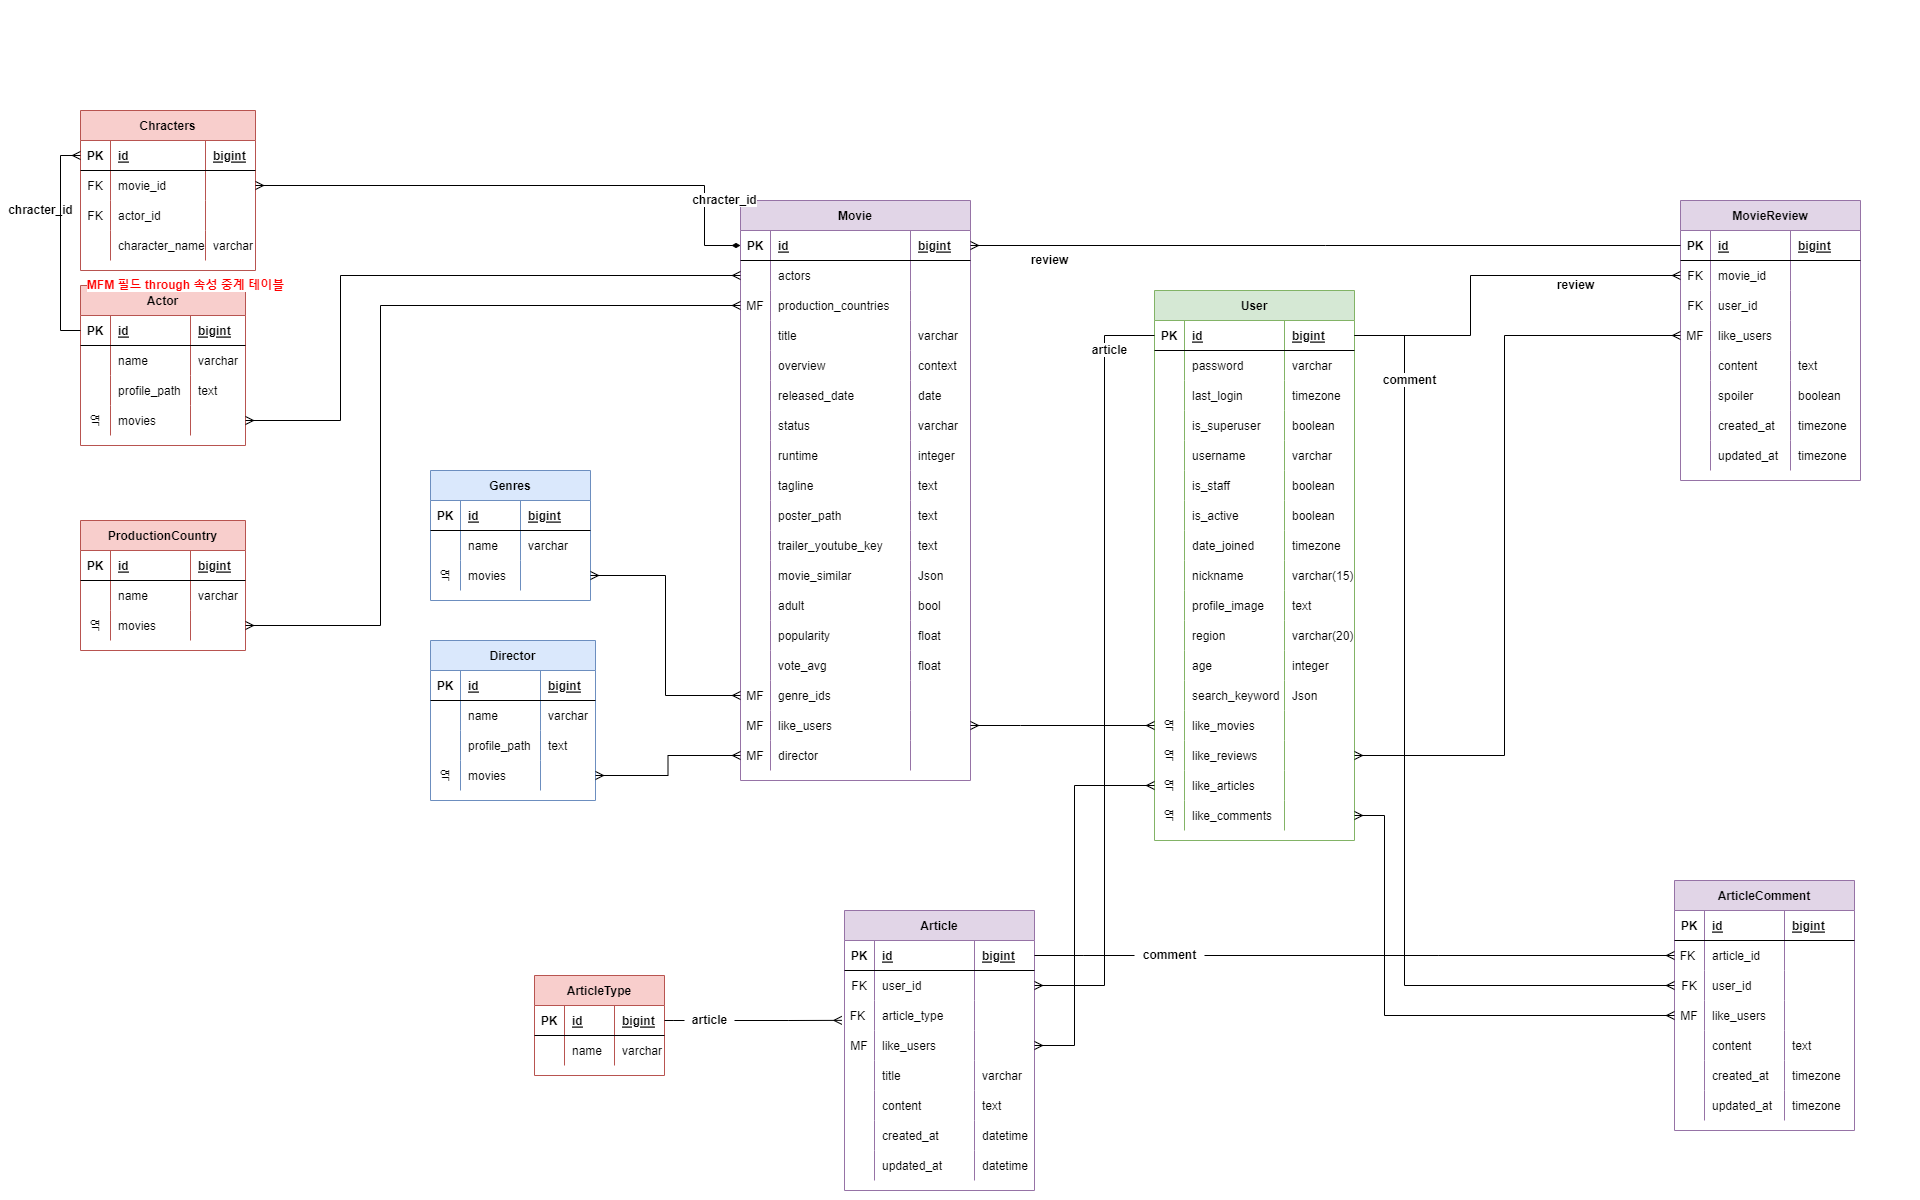 Chracters
PK id bigint
FK movie_id
FK actor_id
character_name varchar
chracter_id
MFM 필드 through 속성 중계 테이블
Actor
PK id bigint
name varchar
profile_path text
역 movies
ProductionCountry
PK id bigint
name varchar
역 movies
Genres
PK id bigint
name varchar
역 movies
Director
PK id bigint
name varchar
profile_path text
역 movies
chracter_id
Movie
PK id bigint
actors
MF production_countries
title varchar
overview context
released_date date
status varchar
runtime integer
tagline text
poster_path text
trailer_youtube_key text
movie_similar Json
adult bool
popularity float
vote_avg float
MF genre_ids
MF like_users
MF director
review
article
User
PK id bigint
password varchar
last_login timezone
is_superuser boolean
username varchar
is_staff boolean
is_active boolean
date_joined timezone
nickname varchar(15)
profile_image text
region varchar(20)
age integer
search_keyword Json
역 like_movies
역 like_reviews
역 like_articles
역 like_comments
review
comment
MovieReview
PK id bigint
FK movie_id
FK user_id
MF like_users
content text
spoiler boolean
created_at timezone
updated_at timezone
ArticleType
PK id bigint
name varchar
article
Article
PK id bigint
FK user_id
FK article_type
MF like_users
title varchar
content text
created_at datetime
updated_at datetime
comment
ArticleComment
PK id bigint
FK article_id
FK user_id
MF like_users
content text
created_at timezone
updated_at timezone